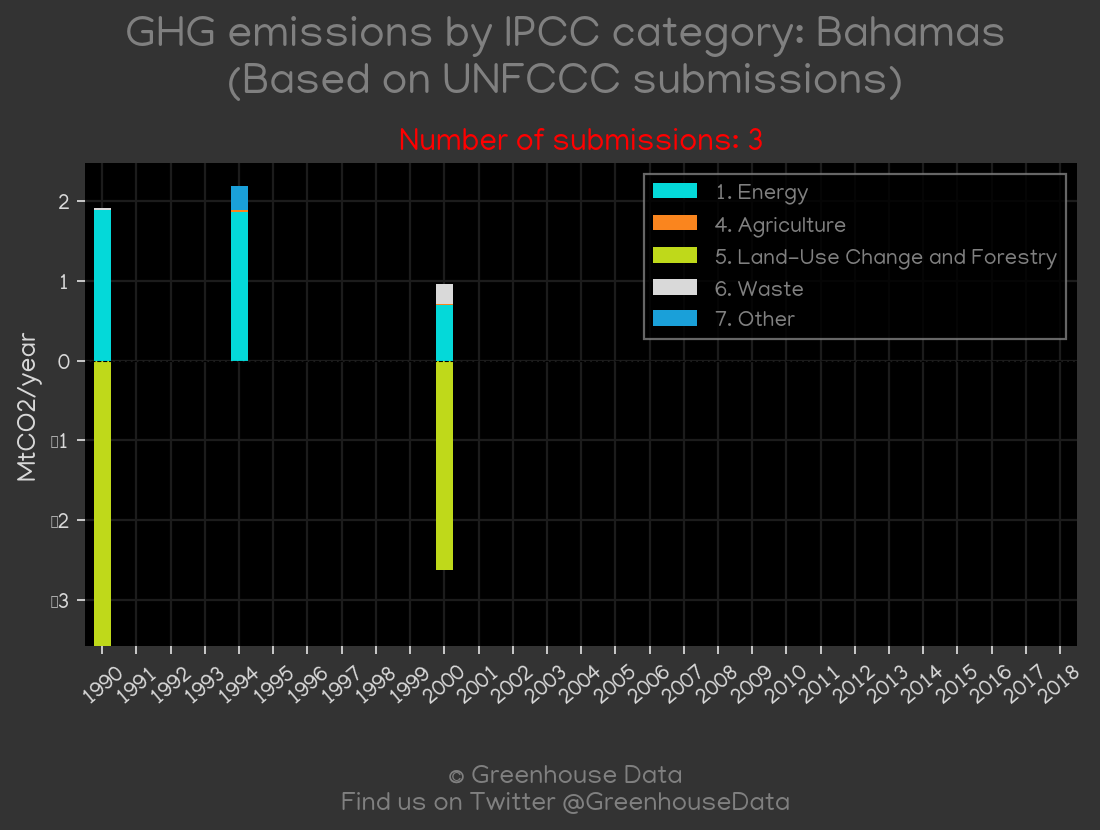 GHG emissions by IPCC category: Bahamas
(Based on UNFCCC submissions)
Number of submissions: 3
1. Energy
4. Agriculture
5. Land-Use Change and Forestry
6. Waste
7. Other
MtCO2/year
2
1
0
▯1
▯2
▯3
1990 1991 1992 1993 1994 1995 1996 1997 1998 1999 2000 2001 2002 2003 2004 2005 2006 2007 2008 2009 2010 2011 2012 2013 2014 2015 2016 2017 2018
© Greenhouse Data
Find us on Twitter @GreenhouseData